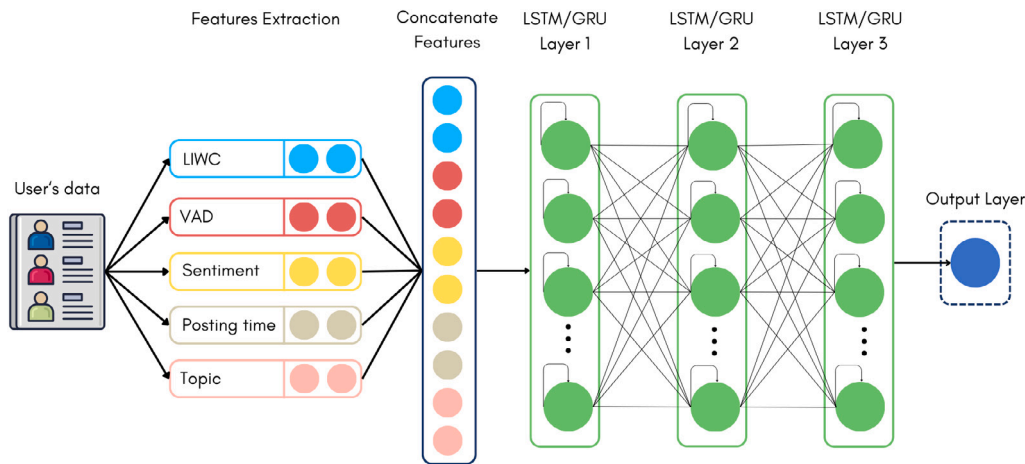 Features Extraction
Concatenate
Features
LSTM/GRU
Layer 1
LSTM/GRU
Layer 2
LSTM/GRU
Layer 3
User's data
LIWC
VAD
Sentiment
Posting time
Topic
Output Layer